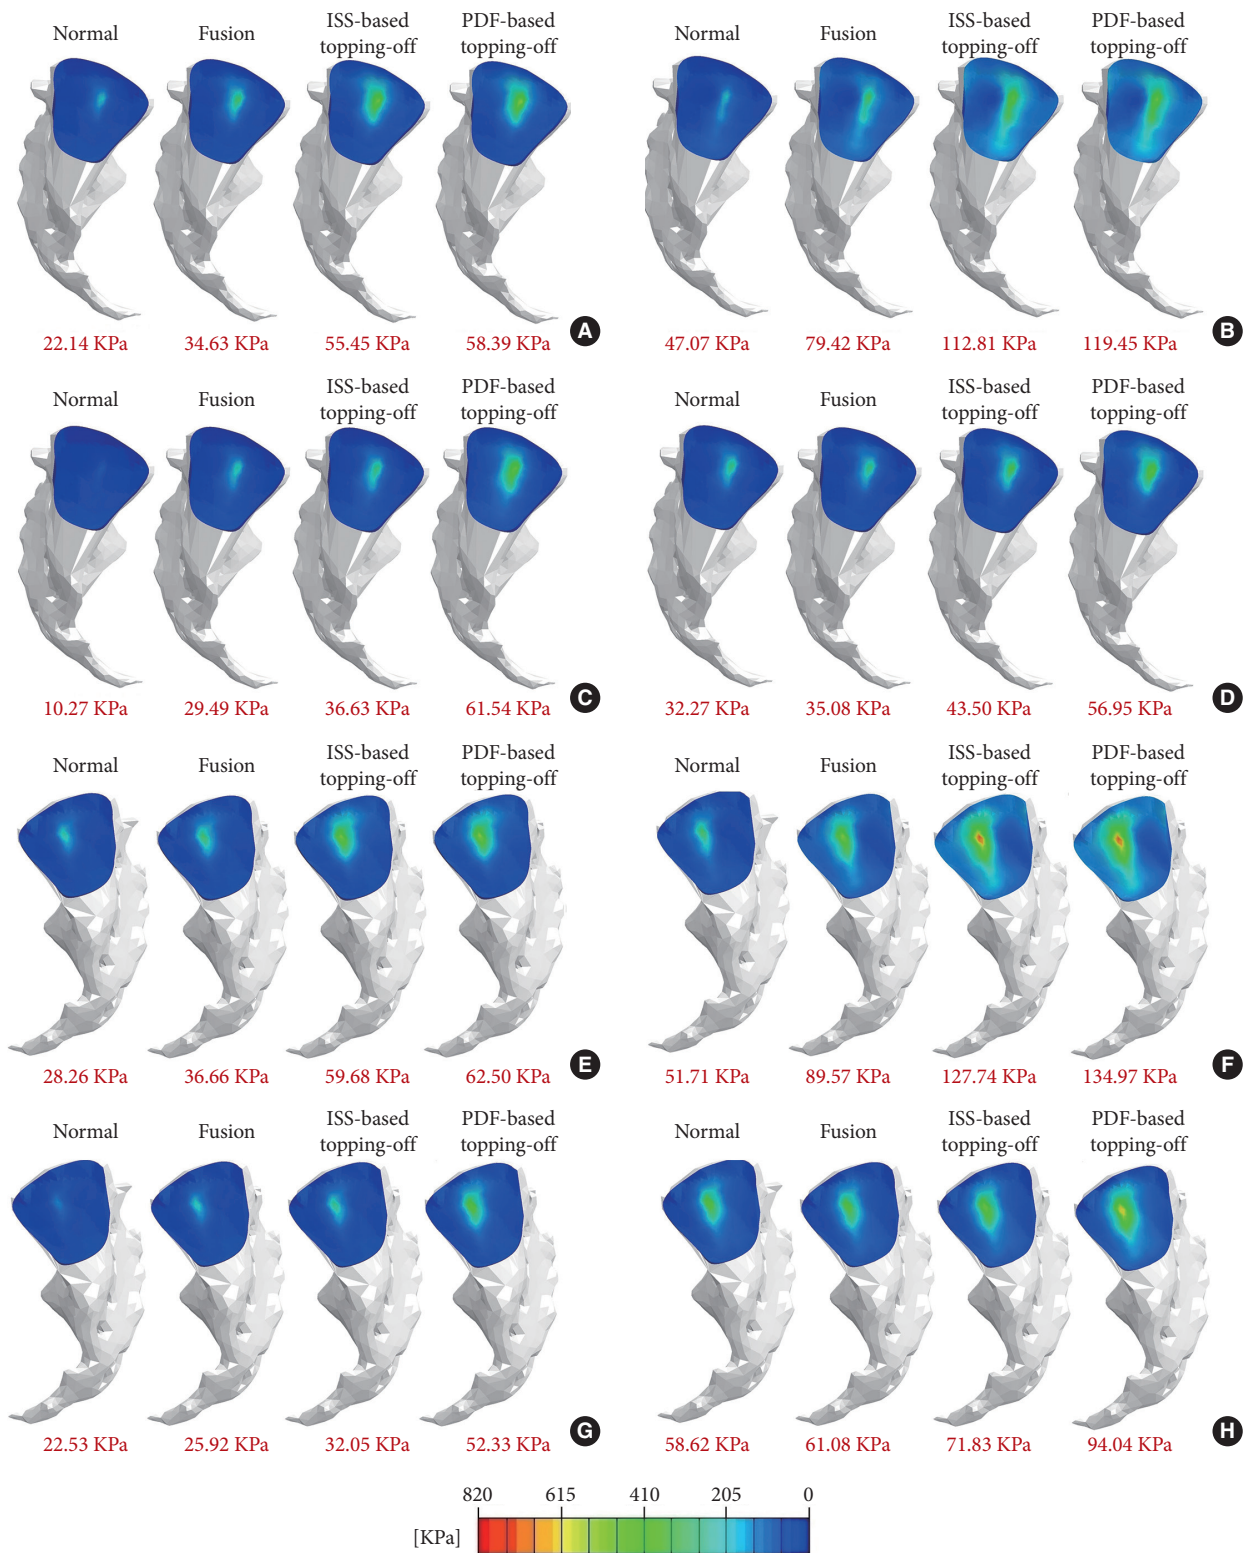 Normal Fusion ISS-based topping-off PDF-based topping-off
22.14 KPa 34.63 KPa 55.45 KPa 58.39 KPa A
Normal Fusion ISS-based topping-off PDF-based topping-off
47.07 KPa 79.42 KPa 112.81 KPa 119.45 KPa B
Normal Fusion ISS-based topping-off PDF-based topping-off
10.27 KPa 29.49 KPa 36.63 KPa 61.54 KPa C
Normal Fusion ISS-based topping-off PDF-based topping-off
32.27 KPa 35.08 KPa 43.50 KPa 56.95 KPa D
Normal Fusion ISS-based topping-off PDF-based topping-off
28.26 KPa 36.66 KPa 59.68 KPa 62.50 KPa E
Normal Fusion ISS-based topping-off PDF-based topping-off
51.71 KPa 89.57 KPa 127.74 KPa 134.97 KPa F
Normal Fusion ISS-based topping-off PDF-based topping-off
22.53 KPa 25.92 KPa 32.05 KPa 52.33 KPa G
Normal Fusion ISS-based topping-off PDF-based topping-off
58.62 KPa 61.08 KPa 71.83 KPa 94.04 KPa H
820 615 410 205 0
[KPa]